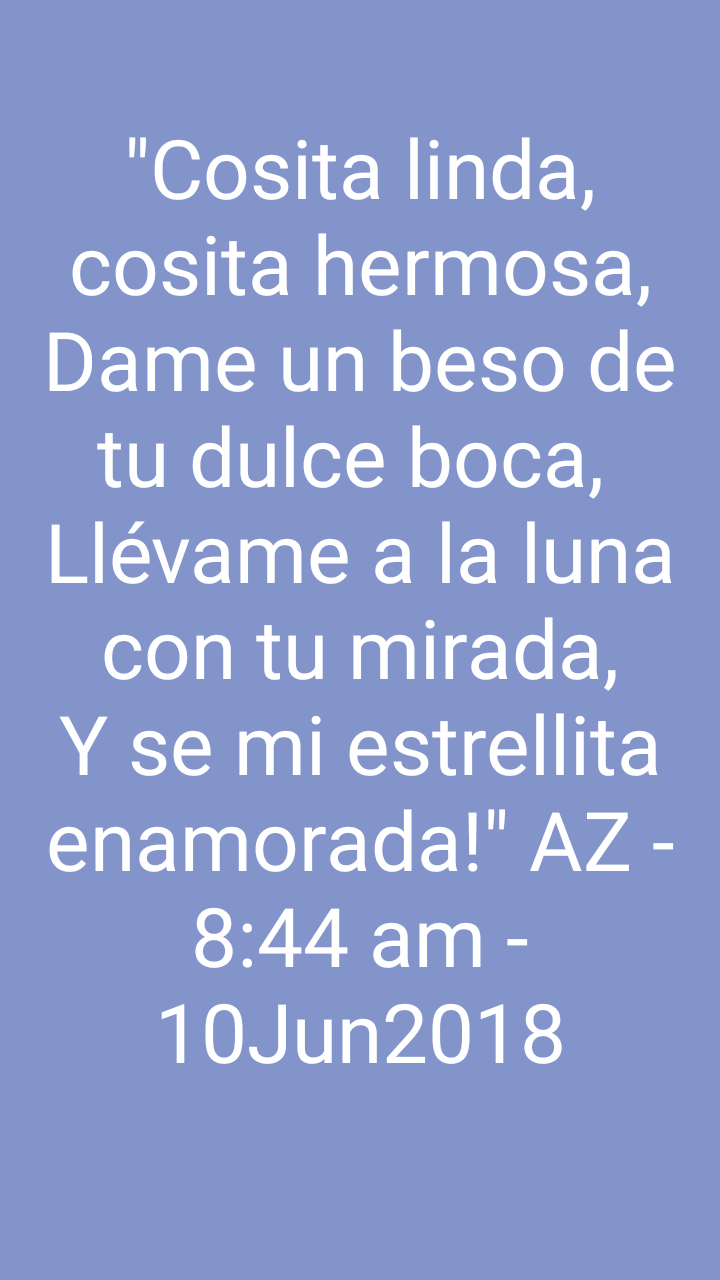 "Cosita linda,
cosita hermosa,
Dame un beso de
tu dulce boca,
Llévame a la luna
con tu mirada,
Y se mi estrellita
enamorada!" AZ -
8:44 am -
10Jun2018